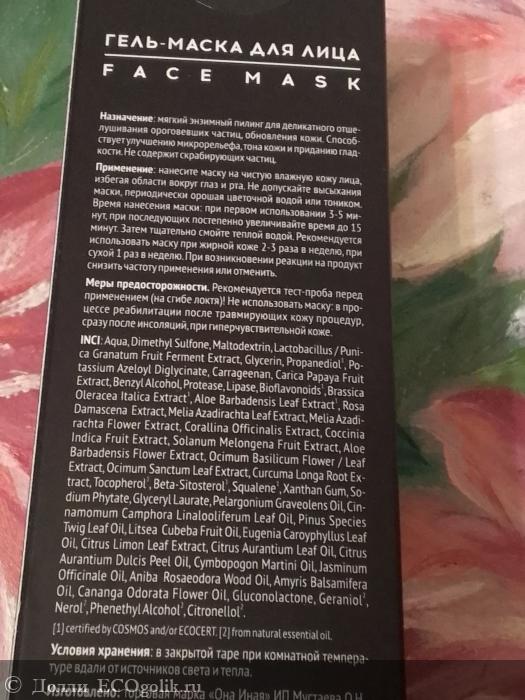 ГЕЛЬ-МАСКА ДЛЯ ЛИЦА
FACE MASK
Назначение: мягкий энзимный пилинг для деликатного отше-
лушивания ороговевших частиц, обновления кожи. Способ-
ствует улучшению микрорельефа, тона кожи и приданию глад-
кости. Не содержит скрабирующих частиц.
Применение: нанесите маску на чистую влажную кожу лица,
избегая области вокруг глаз и рта. Не допускайте высыхания
маски, периодически орошая цветочной водой или тоником.
Время нанесения маски: при первом использовании 3-5 ми-
нут, при последующих постепенно увеличивайте время до 15
минут. Затем тщательно смойте теплой водой. Рекомендуется
использовать маску при жирной коже 2-3 раза в неделю, при
сухой 1 раз в неделю. При возникновении реакции на продукт
снизить частоту применения или отменить.
Меры предосторожности. Рекомендуется тест-проба перед
применением (на сгибе локтя)! Не использовать маску: в про-
цессе реабилитации после травмирующих кожу процедур,
сразу после инсоляций, при гиперчувствительной коже.
INCI: Aqua, Dimethyl Sulfone, Maltodextrin, Lactobacillus / Puni-
ca Granatum Fruit Ferment Extract, Glycerin, Propanediol¹, Po-
tassium Azeloyl Diglycinate, Carrageenan, Carica Papaya Fruit
Extract, Benzyl Alcohol, Protease, Lipase, Bioflavonoids¹, Brassica
Oleracea Italica Extract¹, Aloe Barbadensis Leaf Extract¹, Rosa
Damascena Extract, Melia Azadirachta Leaf Extract, Melia Azadi-
rachta Flower Extract, Corallina Officinalis Extract, Coccinia
Indica Fruit Extract, Solanum Melongena Fruit Extract, Aloe
Barbadensis Flower Extract, Ocimum Basilicum Flower / Leaf
Extract, Ocimum Sanctum Leaf Extract, Curcuma Longa Root Ex-
tract, Tocopherol¹, Beta-Sitosterol¹, Squalene¹, Xanthan Gum, So-
dium Phytate, Glyceryl Laurate, Pelargonium Graveolens Oil, Cin-
namomum Camphora Linalooliferum Leaf Oil, Pinus Species
Twig Leaf Oil, Litsea Cubeba Fruit Oil, Eugenia Caroyphyllus Leaf
Oil, Citrus Limon Leaf Extract, Citrus Aurantium Leaf Oil, Citrus
Aurantium Dulcis Peel Oil, Cymbopogon Martini Oil, Jasminum
Officinale Oil, Aniba Rosaeodora Wood Oil, Amyris Balsamifera
Oil, Cananga Odorata Flower Oil, Gluconolactone, Geraniol²,
Nerol², Phenethyl Alcohol², Citronellol².
[1] certified by COSMOS and/or ECOCERT. [2] from natural essential oil.
Условия хранения: в закрытой таре при комнатной темпера-
туре вдали от источников света и тепла.
Изготовлено: Торговая марка «Она Иная» ИП Мустаева О.Н.
© Долли, ECOgolik.ru